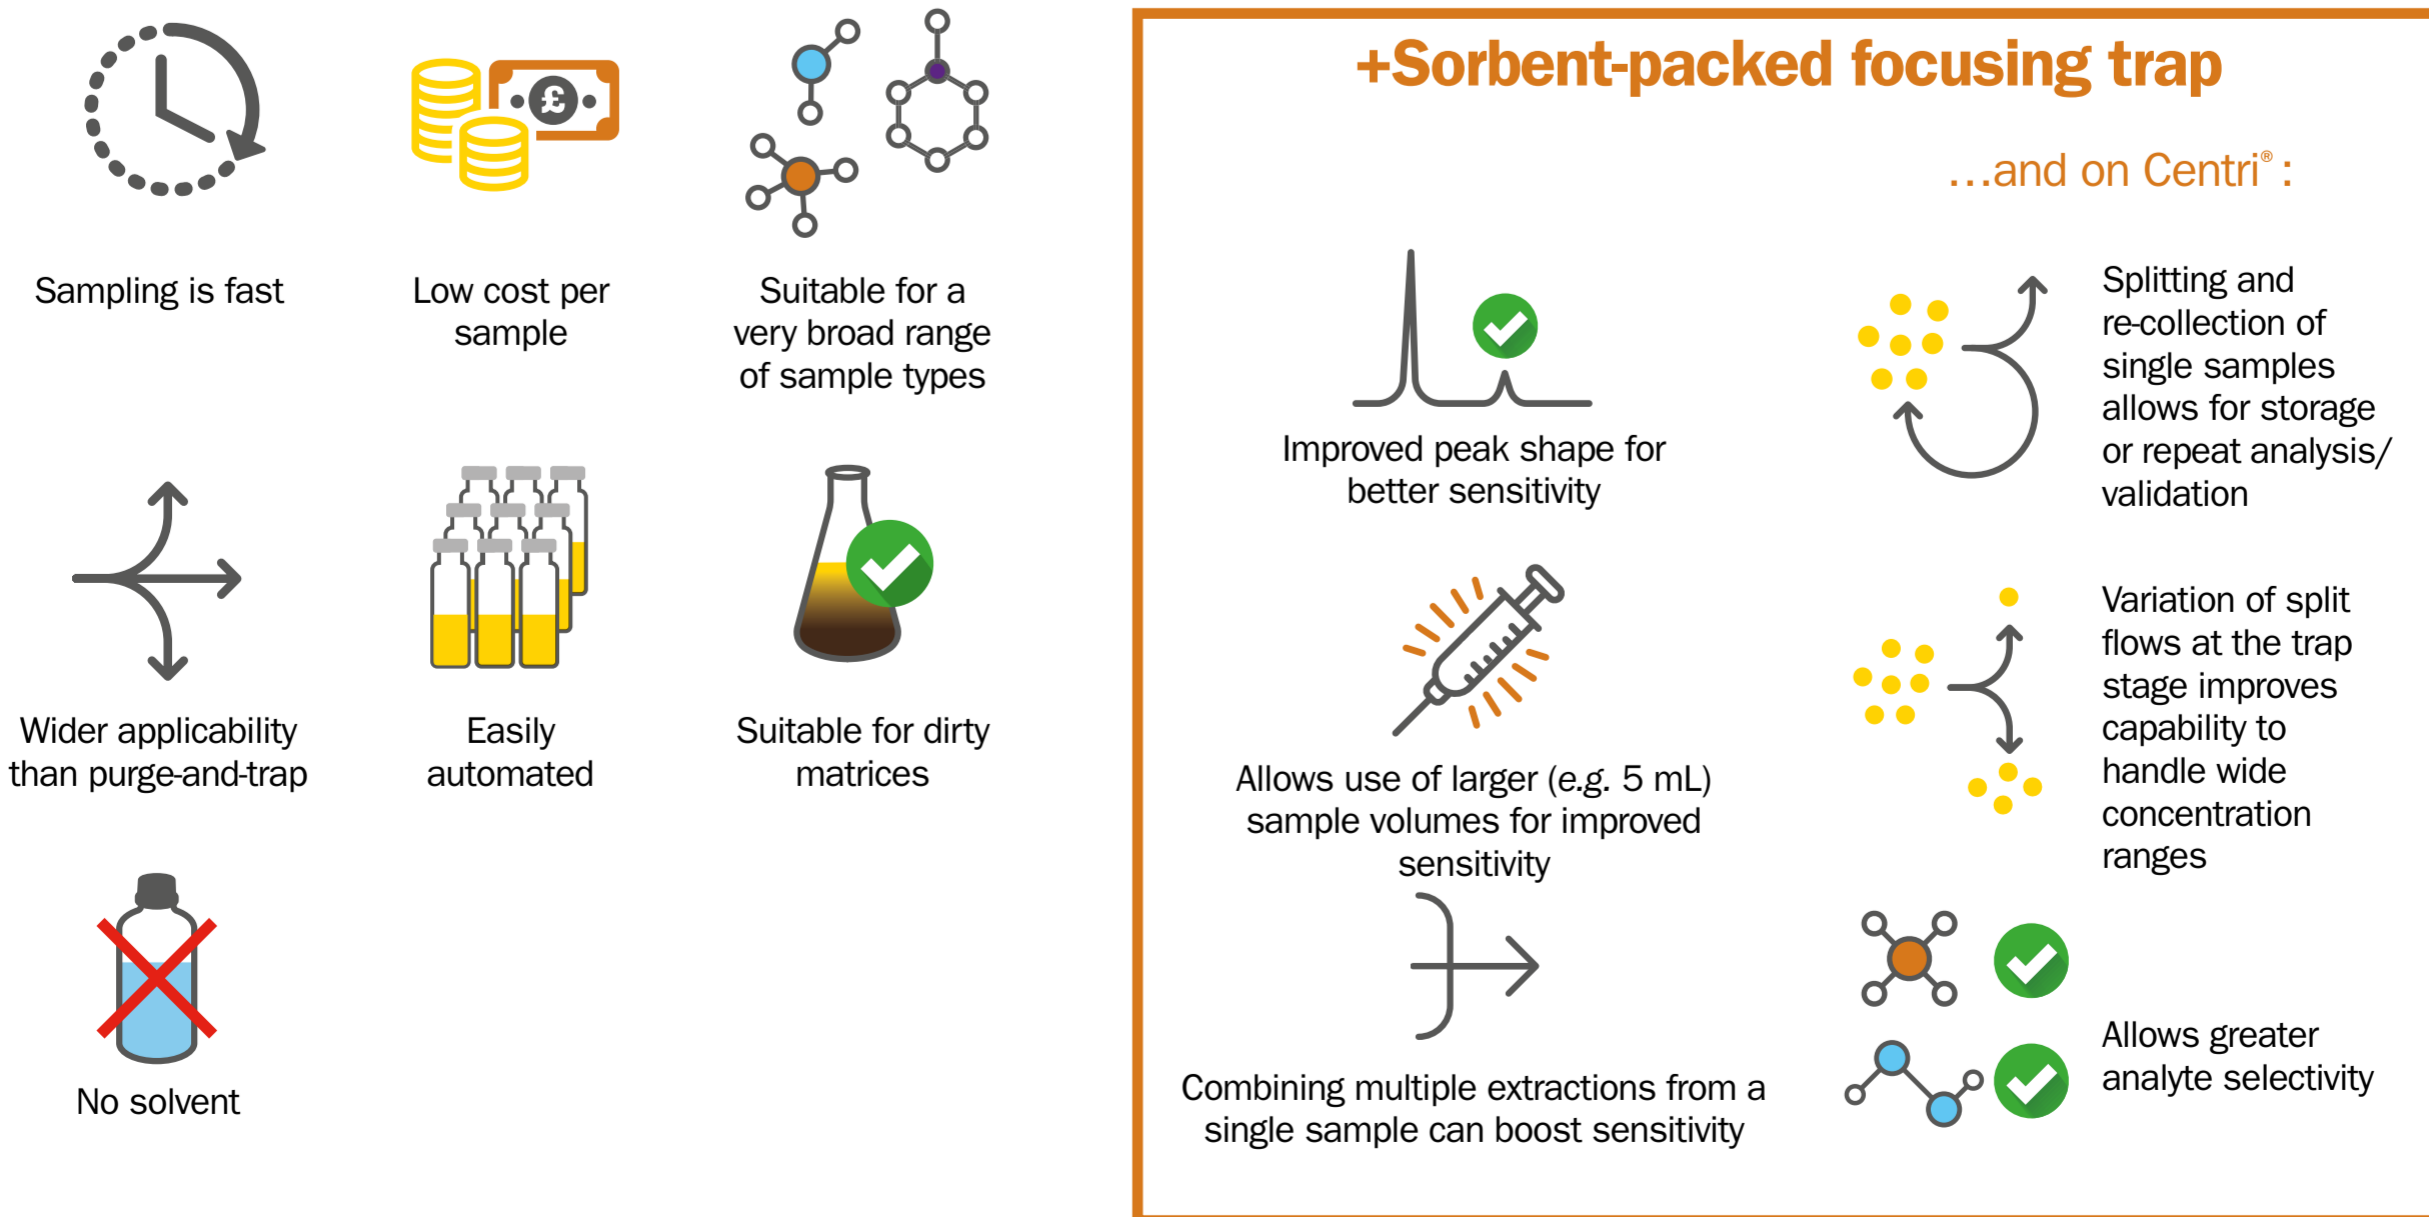 Sampling is fast
Low cost per
sample
Suitable for a
very broad range
of sample types
Wider applicability
than purge-and-trap
Easily
automated
Suitable for dirty
matrices
No solvent
+Sorbent-packed focusing trap
...and on Centri® :
£
Improved peak shape for
better sensitivity
Allows use of larger (e.g. 5 mL)
sample volumes for improved
sensitivity
Combining multiple extractions from a
single sample can boost sensitivity
Splitting and
re-collection of
single samples
allows for storage
or repeat analysis/
validation
Variation of split
flows at the trap
stage improves
capability to
handle wide
concentration
ranges
Allows greater
analyte selectivity